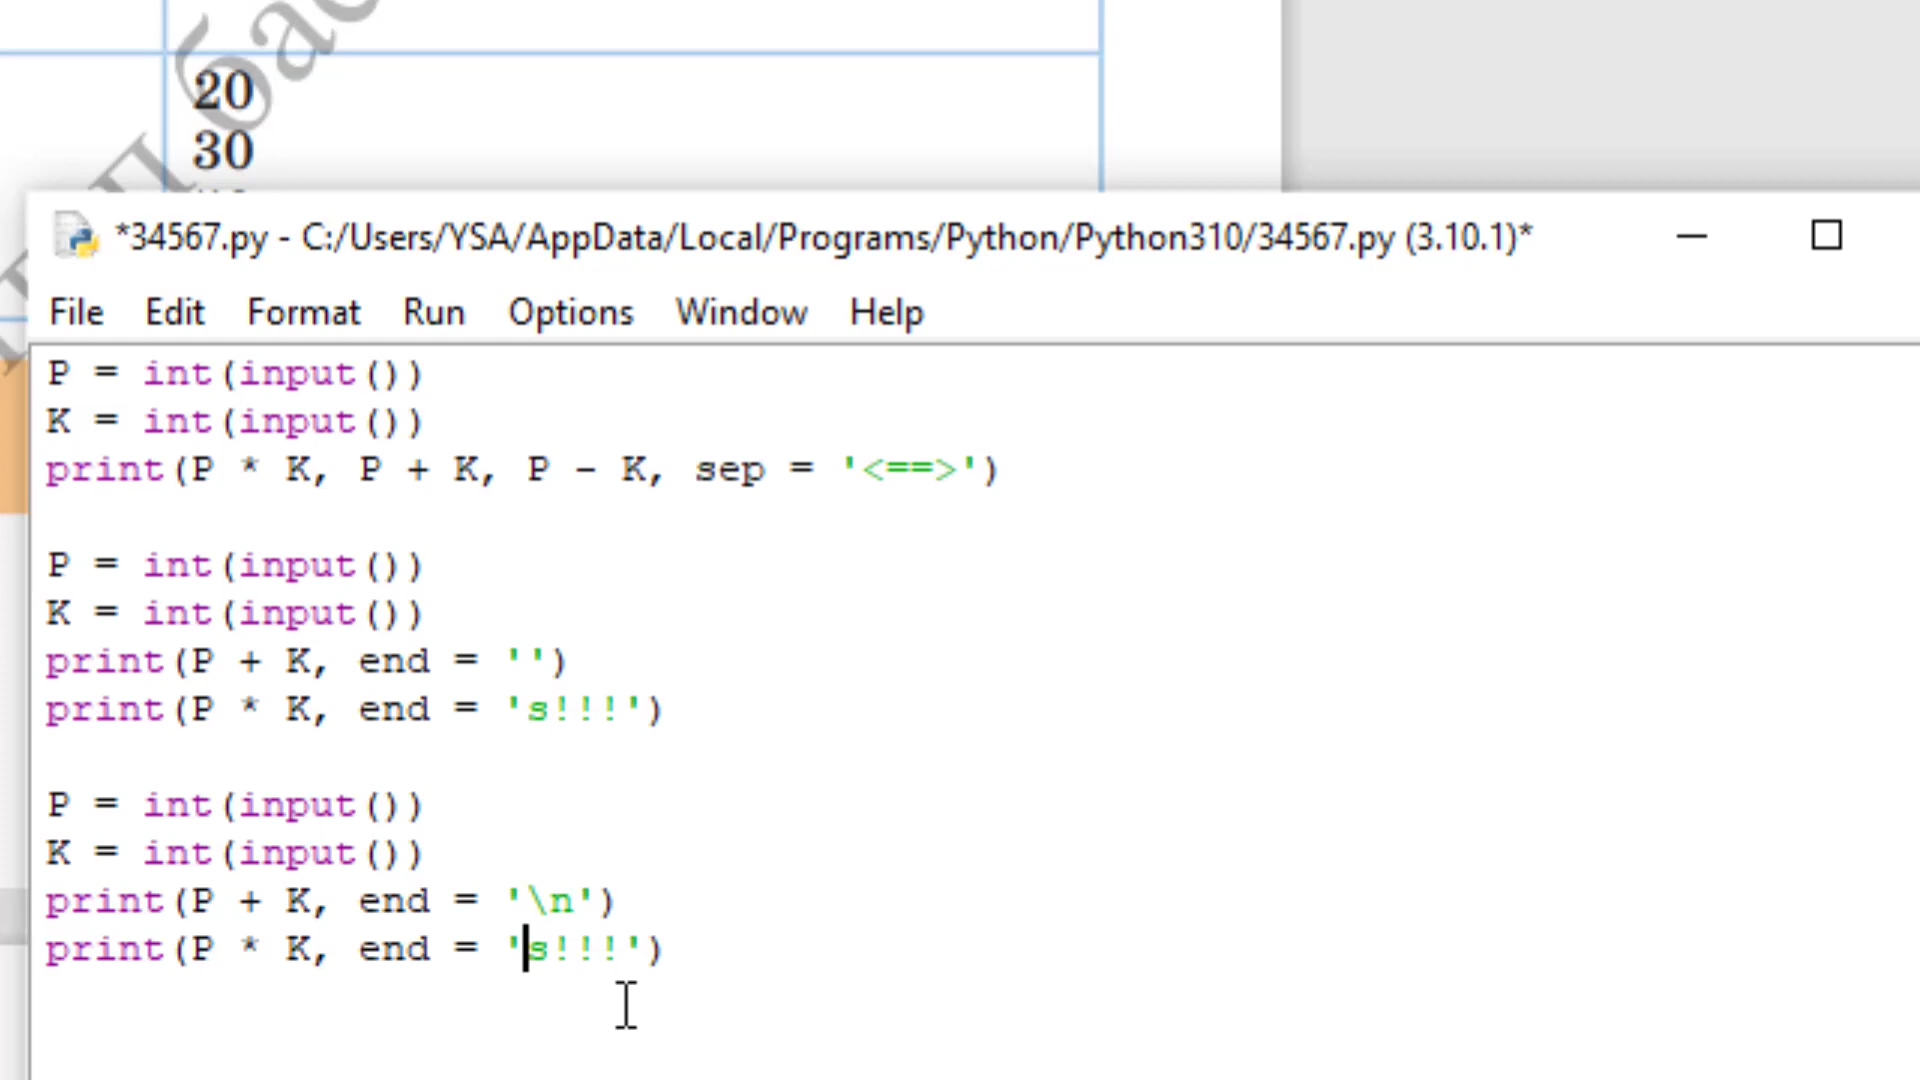 бас
20
30
*34567.py - C:/Users/YSA/AppData/Local/Programs/Python/Python310/34567.py (3.10.1)*
File Edit Format Run Options Window Help
P = int(input())
K = int(input())
print(P * K, P + K, P - K, sep = '<==>')

P = int(input())
K = int(input())
print(P + K, end = '')
print(P * K, end = 's!!!')

P = int(input())
K = int(input())
print(P + K, end = '\n')
print(P * K, end = 's!!!')